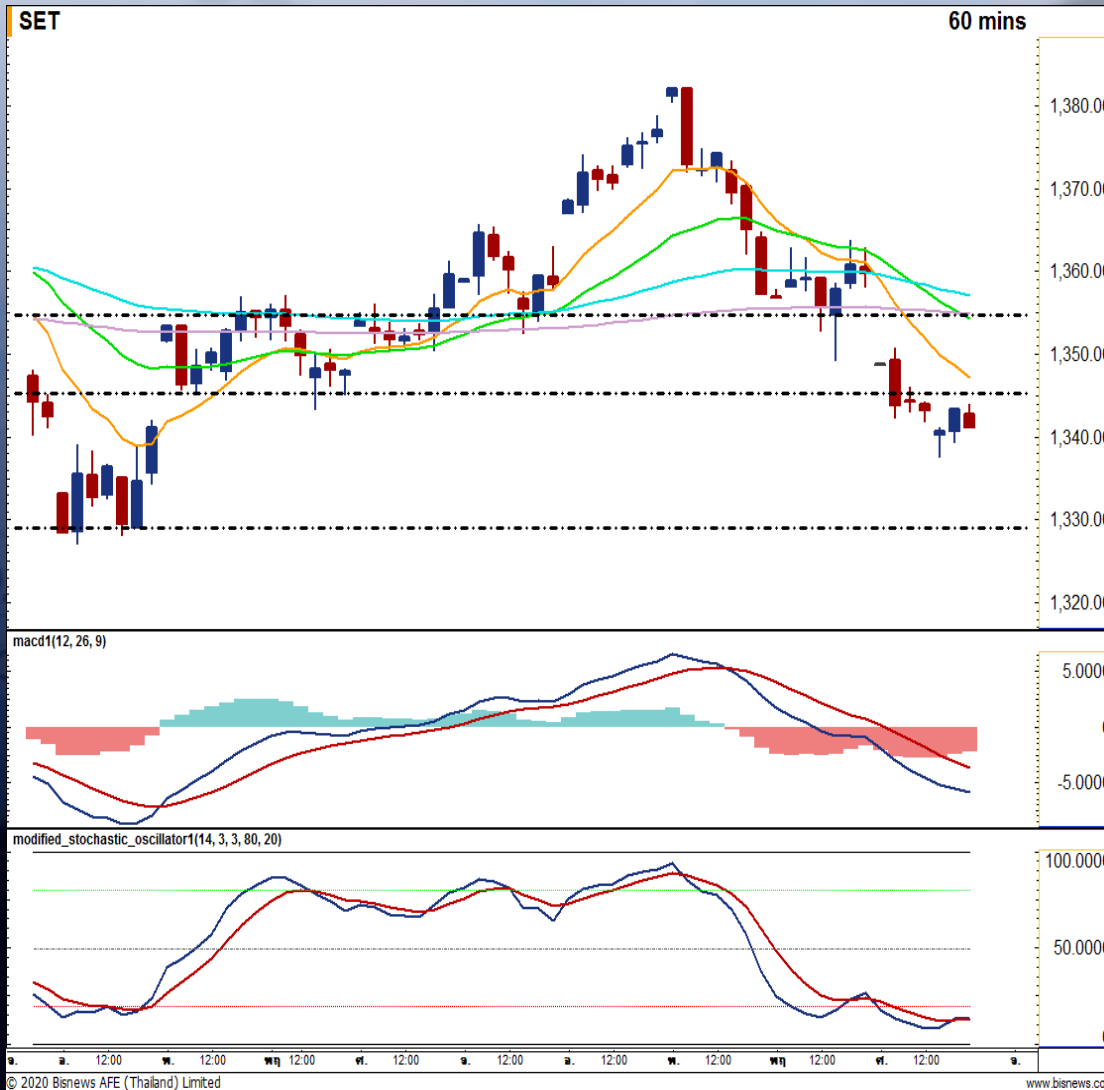 SET 60 mins
1,380.00
1,370.00
1,360.00
1,350.00
1,340.00
1,330.00
1,320.00
macd1(12, 26, 9)
5.0000
0
-5.0000
modified_stochastic_oscillator1(14, 3, 3, 80, 20)
100.0000
50.0000
0
จ. อ. 12:00 พ. 12:00 พฤ 12:00 ศ. 12:00 จ. 12:00 อ. 12:00 พ. 12:00 พฤ 12:00 ศ. 12:00 จ.
© 2020 Bisnews AFE (Thailand) Limited www.bisnews.co